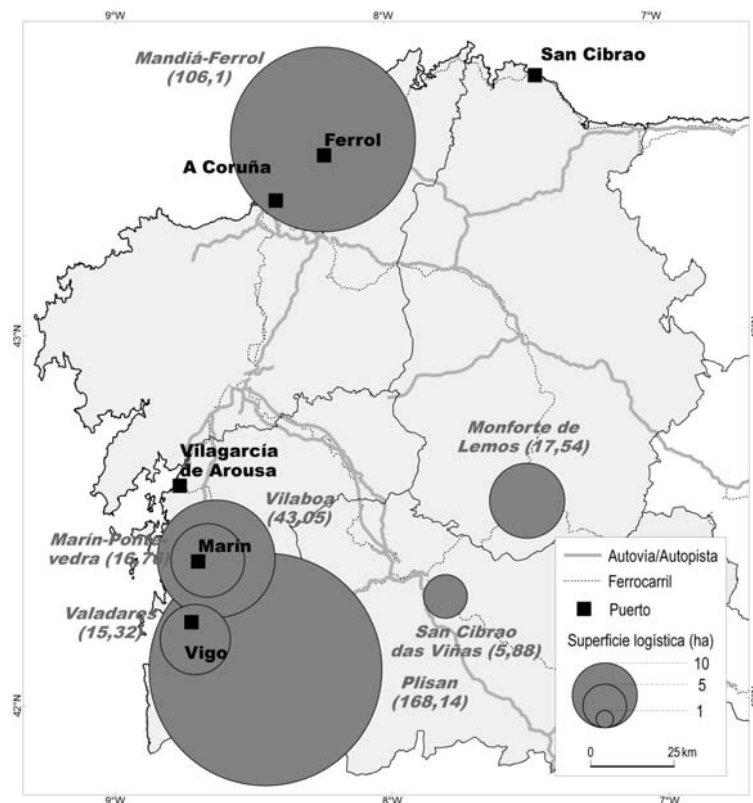 9°W
8°W
7°W
San Cibrao
Mandiá-Ferrol
(106,1)
Ferrol
A Coruña
43°N
43°N
Monforte de
Lemos (17,54)
Vilagarcía
de Arousa
Vilaboa
(43,05)
Marín-Ponte-
vedra (16,76)
Marín
Valadares
(15,32)
Vigo
San Cibrao
das Viñas (5,88)
Plisan
(168,14)
42°N
Autovia/Autopista
Ferrocarril
Puerto
Superficie logística (ha)
10
5
1
0
25 km
9°W
8°W
7°W